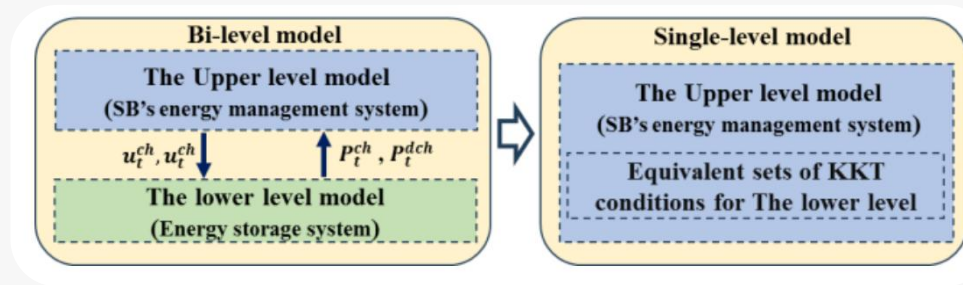 Bi-level model
The Upper level model
(SB's energy management system)
u_t^{ch}, u_t^{ch}
P_t^{ch}, P_t^{dch}
The lower level model
(Energy storage system)
Single-level model
The Upper level model
(SB's energy management system)
Equivalent sets of KKT
conditions for The lower level